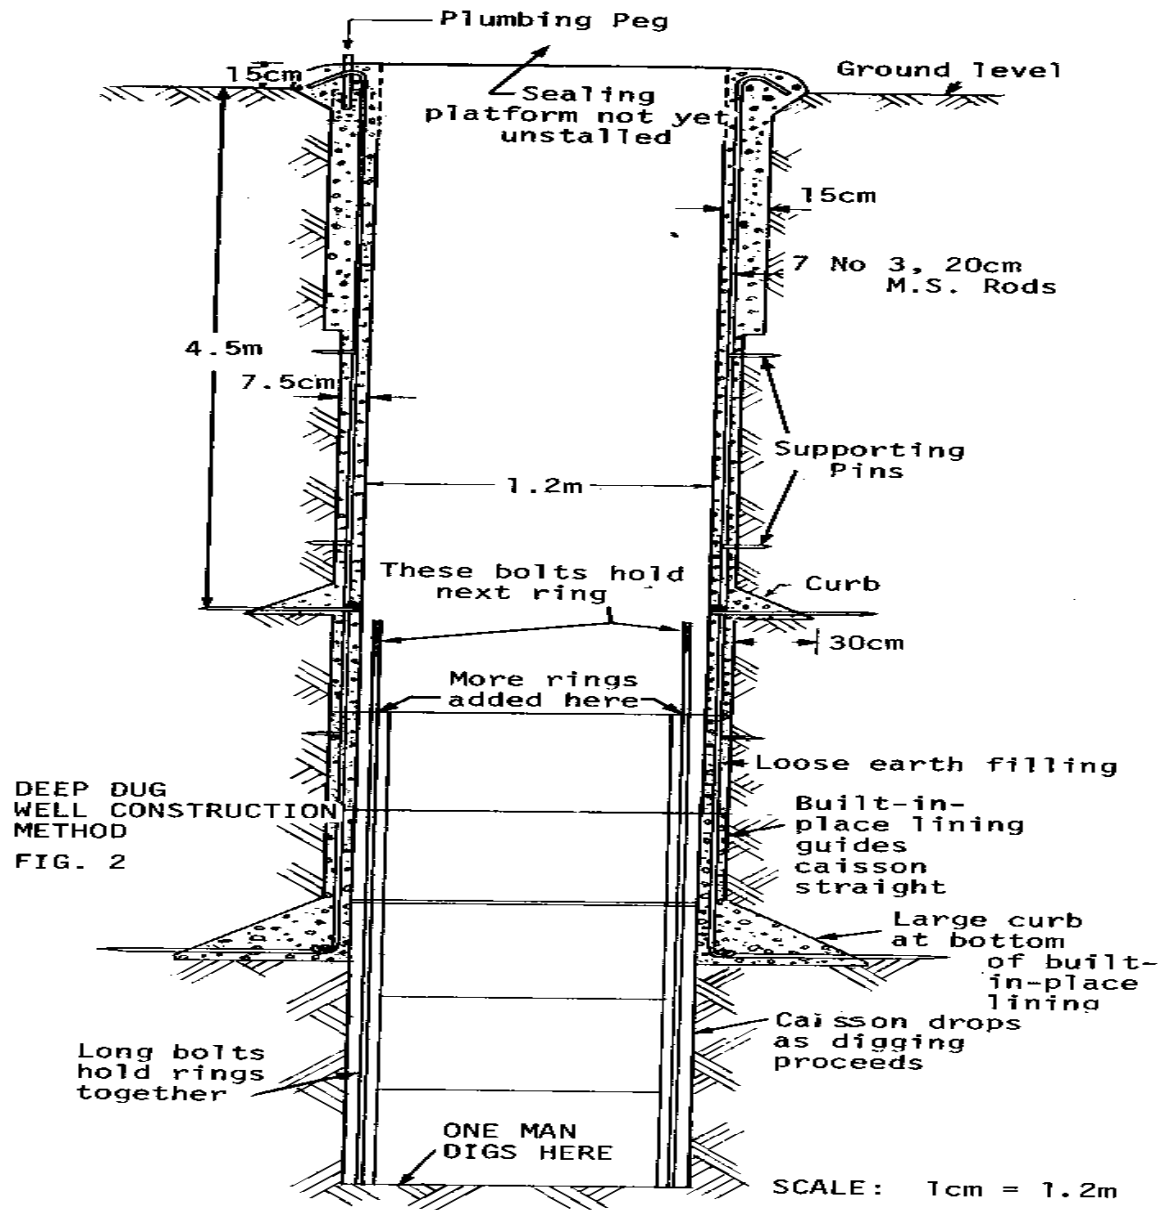 Plumbing Peg
15cm
Ground level
Sealing
platform not yet
unstalled
15cm
7 No 3, 20cm
M.S. Rods
4.5m
7.5cm
Supporting
Pins
1.2m
These bolts hold
next ring
Curb
30cm
More rings
added here
Loose earth filling
DEEP DUG
WELL CONSTRUCTION
METHOD
FIG. 2
Built-in-
place lining
guides
caisson
straight
Large curb
at bottom
of built-
in-place
lining
Caisson drops
as digging
proceeds
Long bolts
hold rings
together
ONE MAN
DIGS HERE
SCALE: 1cm = 1.2m